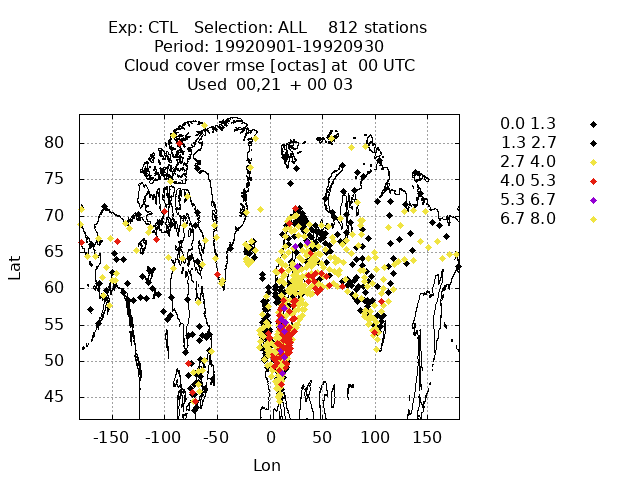 Exp: CTL Selection: ALL 812 stations
Period: 19920901-19920930
Cloud cover rmse [octas] at 00 UTC
Used 00,21 + 00 03
0.0 1.3
1.3 2.7
2.7 4.0
4.0 5.3
5.3 6.7
6.7 8.0
Lat
80
75
70
65
60
55
50
45
-150 -100 -50 0 50 100 150
Lon